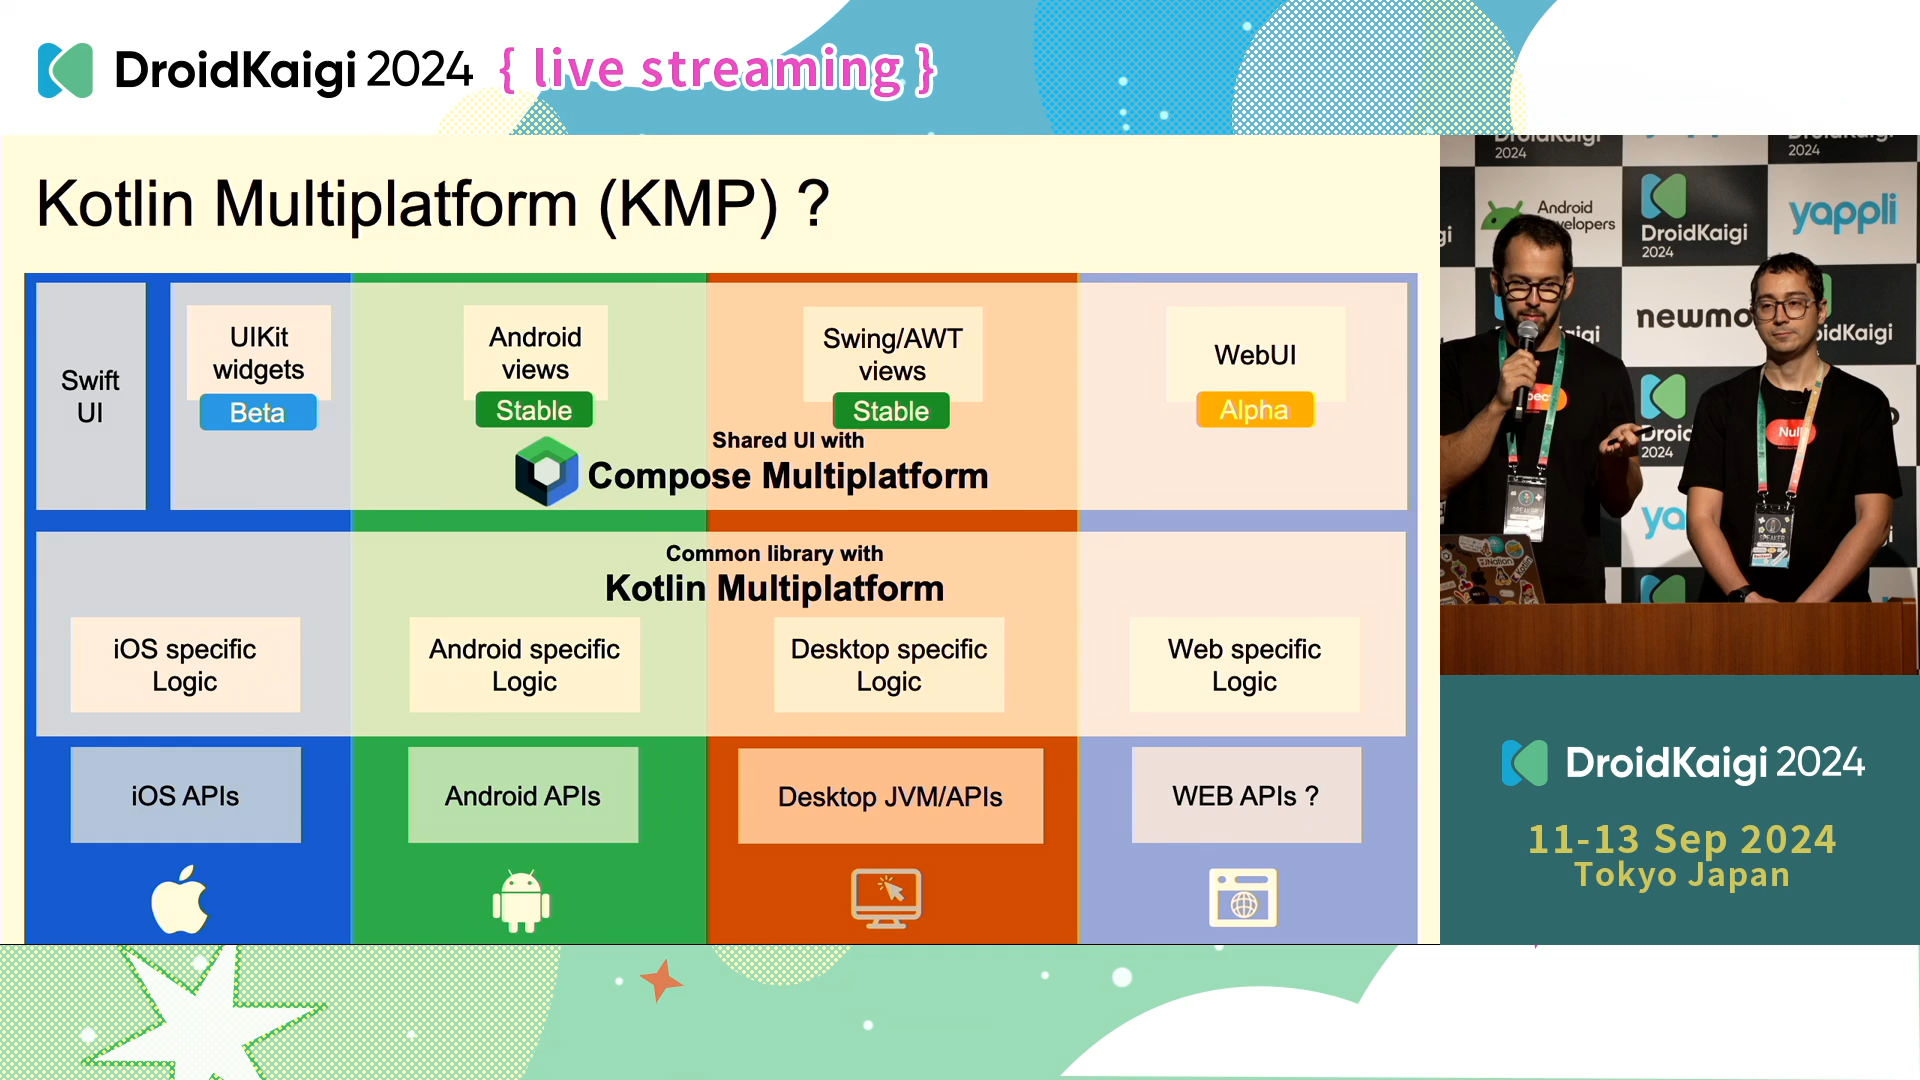 DroidKaigi 2024 { live streaming }
Kotlin Multiplatform (KMP) ?
Swift
UI
UIKit
widgets
Beta
Android
views
Stable
Swing/AWT
views
Stable
WebUI
Alpha
Shared UI with
Compose Multiplatform
Common library with
Kotlin Multiplatform
iOS specific
Logic
Android specific
Logic
Desktop specific
Logic
Web specific
Logic
iOS APIs
Android APIs
Desktop JVM/APIs
WEB APIs ?
2024
2024
Android
DroidKaigi
2024
yappli
newmo
2024
SPEAKER
SPEAKER
DroidKaigi 2024
11-13 Sep 2024
Tokyo Japan